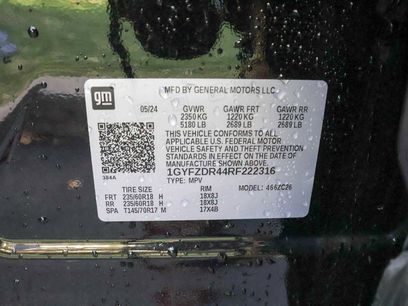 gm
MFD BY GENERAL MOTORS LLC
05/24 GVWR GAWR FRT GAWR RR
2350 KG 1220 KG 1220 KG
5180 LB 2689 LB 2689 LB
THIS VEHICLE CONFORMS TO ALL
APPLICABLE U.S. FEDERAL MOTOR
VEHICLE SAFETY AND THEFT PREVENTION
STANDARDS IN EFFECT ON THE DATE OF
MANUFACTURE SHOWN ABOVE.
1GYFZDR44RF222316
3B4A TYPE: MPV
TIRE SIZE RIM MODEL: 466ZC26
FRT 235/60R18 H 18X8J
RR 235/60R18 H 18X8J
SPA T145/70R17 M 17X4B